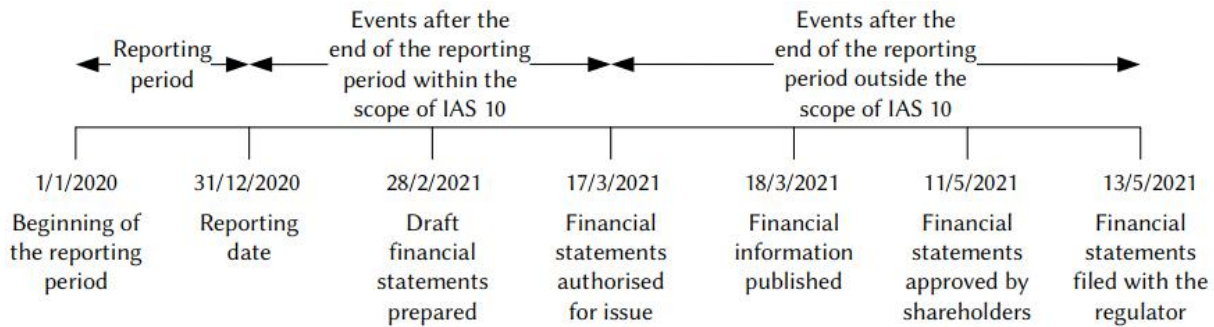 Reporting
period
Events after the
end of the reporting
period within the
scope of IAS 10
Events after the
end of the reporting
period outside the
scope of IAS 10
1/1/2020
Beginning of
the reporting
period
31/12/2020
Reporting
date
28/2/2021
Draft
financial
statements
prepared
17/3/2021
Financial
statements
authorised
for issue
18/3/2021
Financial
information
published
11/5/2021
Financial
statements
approved by
shareholders
13/5/2021
Financial
statements
filed with the
regulator